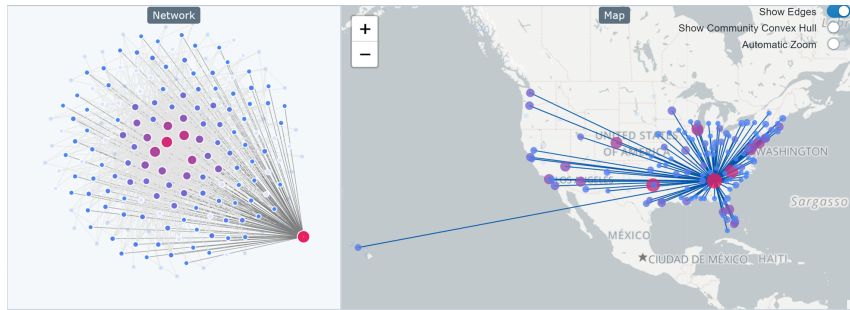 Network
Map
+
−
Show Edges
Show Community Convex Hull
Automatic Zoom
UNITED STATES
OF AMERICA
WASHINGTON
LOS ANGELES
Sargasso
MÉXICO
CIUDAD DE MÉXICO
HAITI